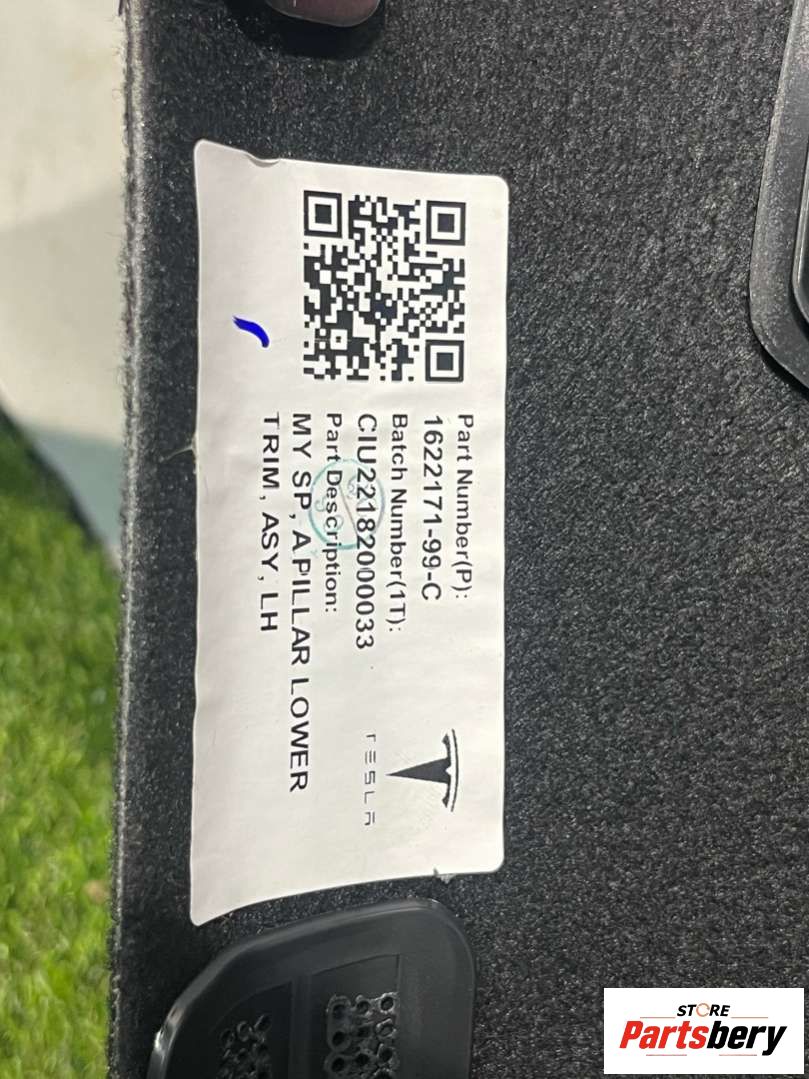 Part Number(P):
1622171-99-C
Batch Number(1T):
CIU22182000033
Part Description:
MY SP, A PILLAR LOWER
TRIM, ASY, LH
TESLA
STORE
Partsbery